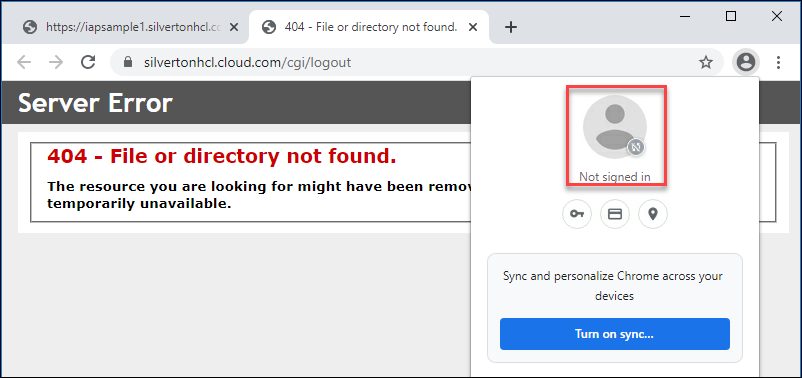 https://iapsample1.silvertonhcl.co
404 - File or directory not found.
silvertonhcl.cloud.com/cgi/logout
Server Error
404 - File or directory not found.
The resource you are looking for might have been remov
temporarily unavailable.
Not signed in
Sync and personalize Chrome across your
devices
Turn on sync...